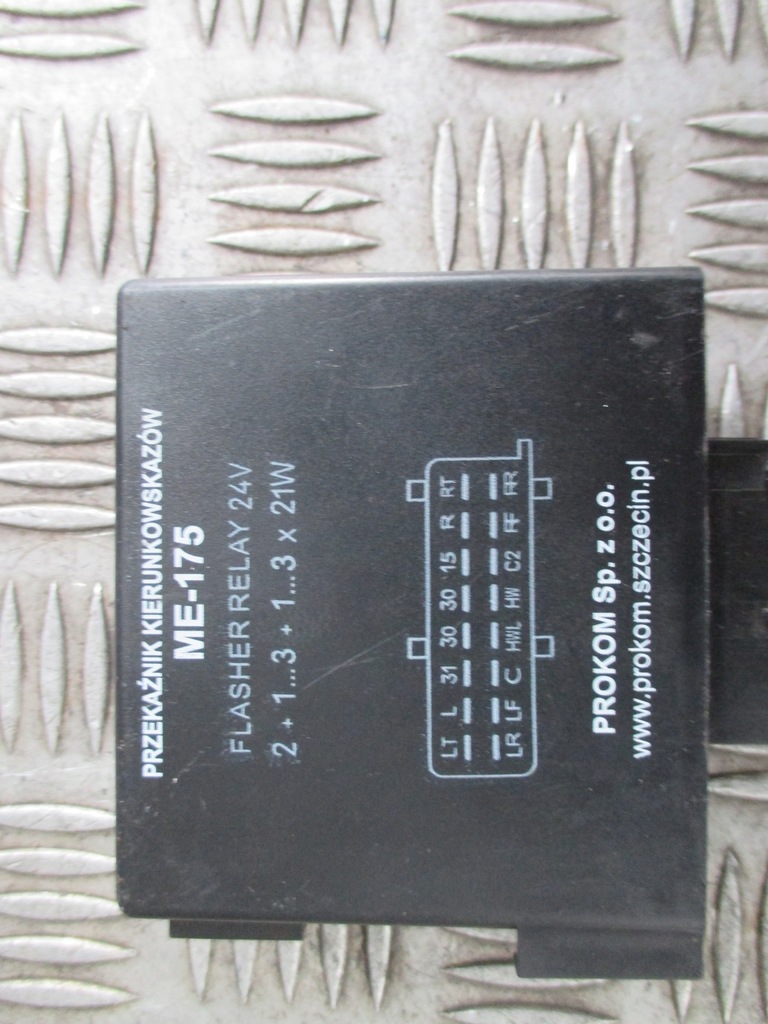 PRZEKAŹNIK KIERUNKOWSKAZÓW
ME-175
FLASHER RELAY 24V
2 + 1...3 + 1...3 x 21W
LT L 31 30 30 15 R RT
LR LF C HWL HW C2 FF RR
PROKOM Sp. z o.o.
www.prokom.szczecin.pl